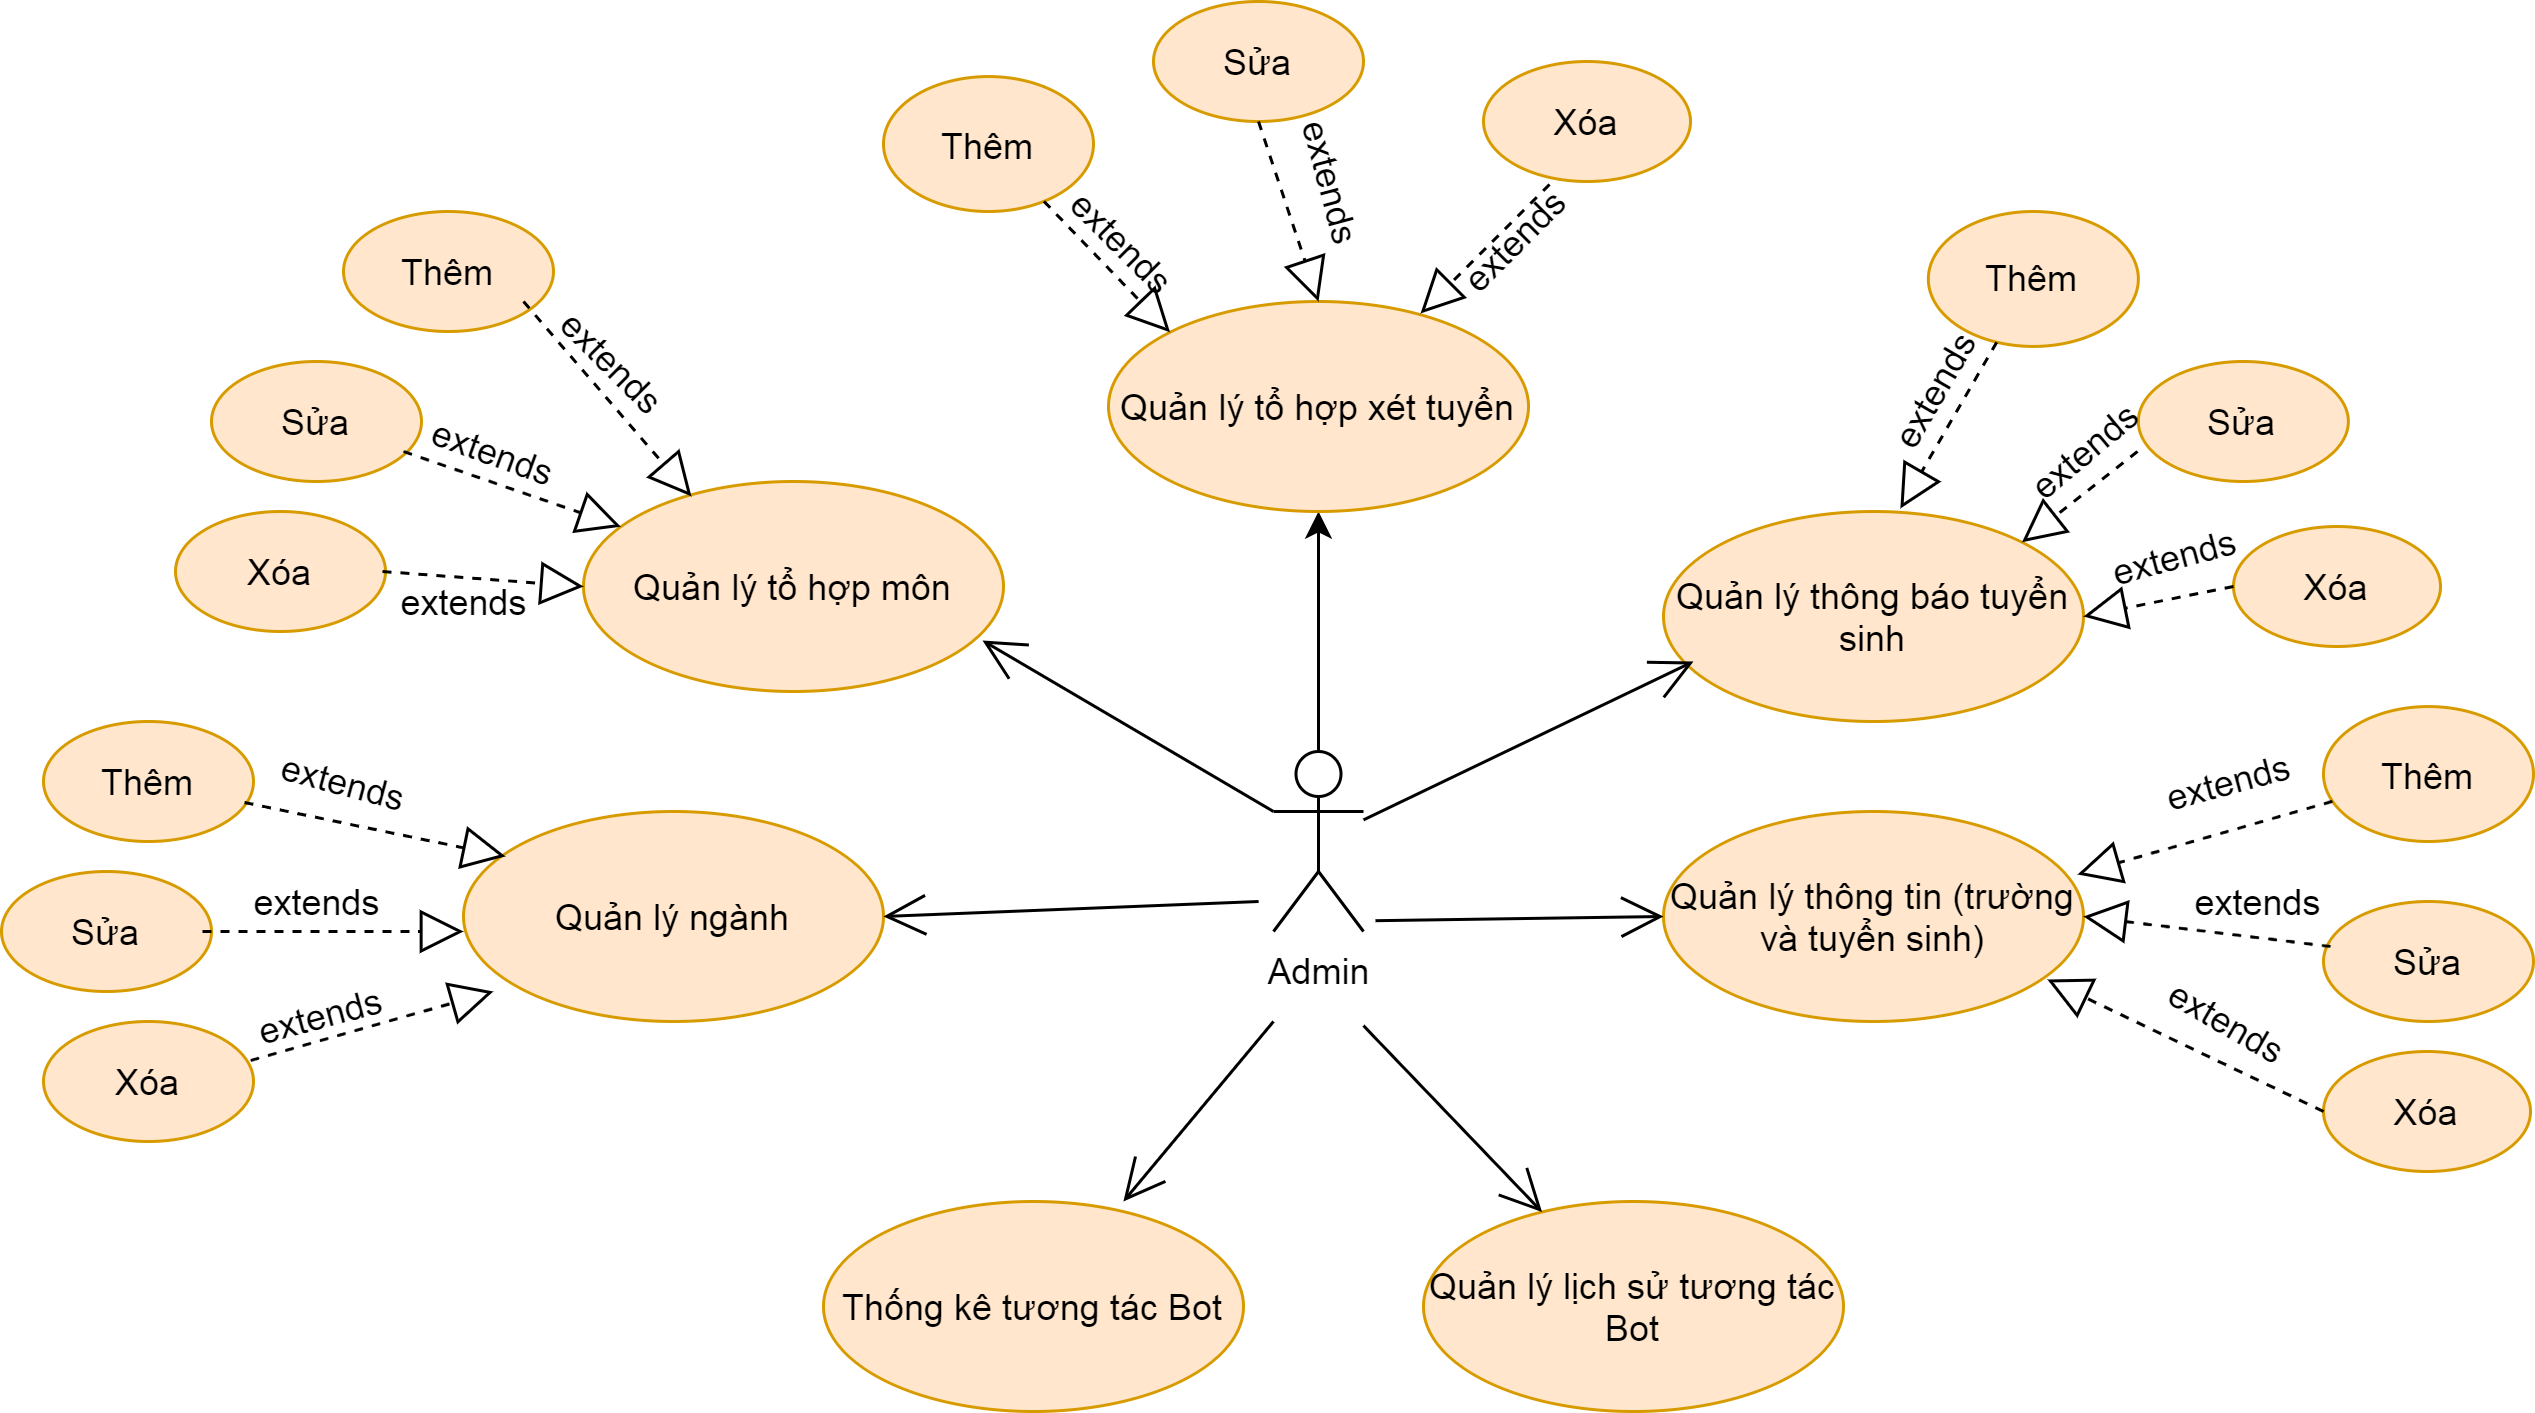 Sửa
Xóa
Thêm
extends
extends
extends
Quản lý tổ hợp xét tuyển
Thêm
extends
Sửa
extends
Xóa
extends
Quản lý tổ hợp môn
Thêm
extends
Sửa
extends
Xóa
extends
Quản lý thông báo tuyển
sinh
Thêm
extends
Sửa
extends
Xóa
extends
Quản lý ngành
Thêm
extends
Sửa
extends
Xóa
extends
Quản lý thông tin (trường
và tuyển sinh)
Admin
Thống kê tương tác Bot
Quản lý lịch sử tương tác
Bot